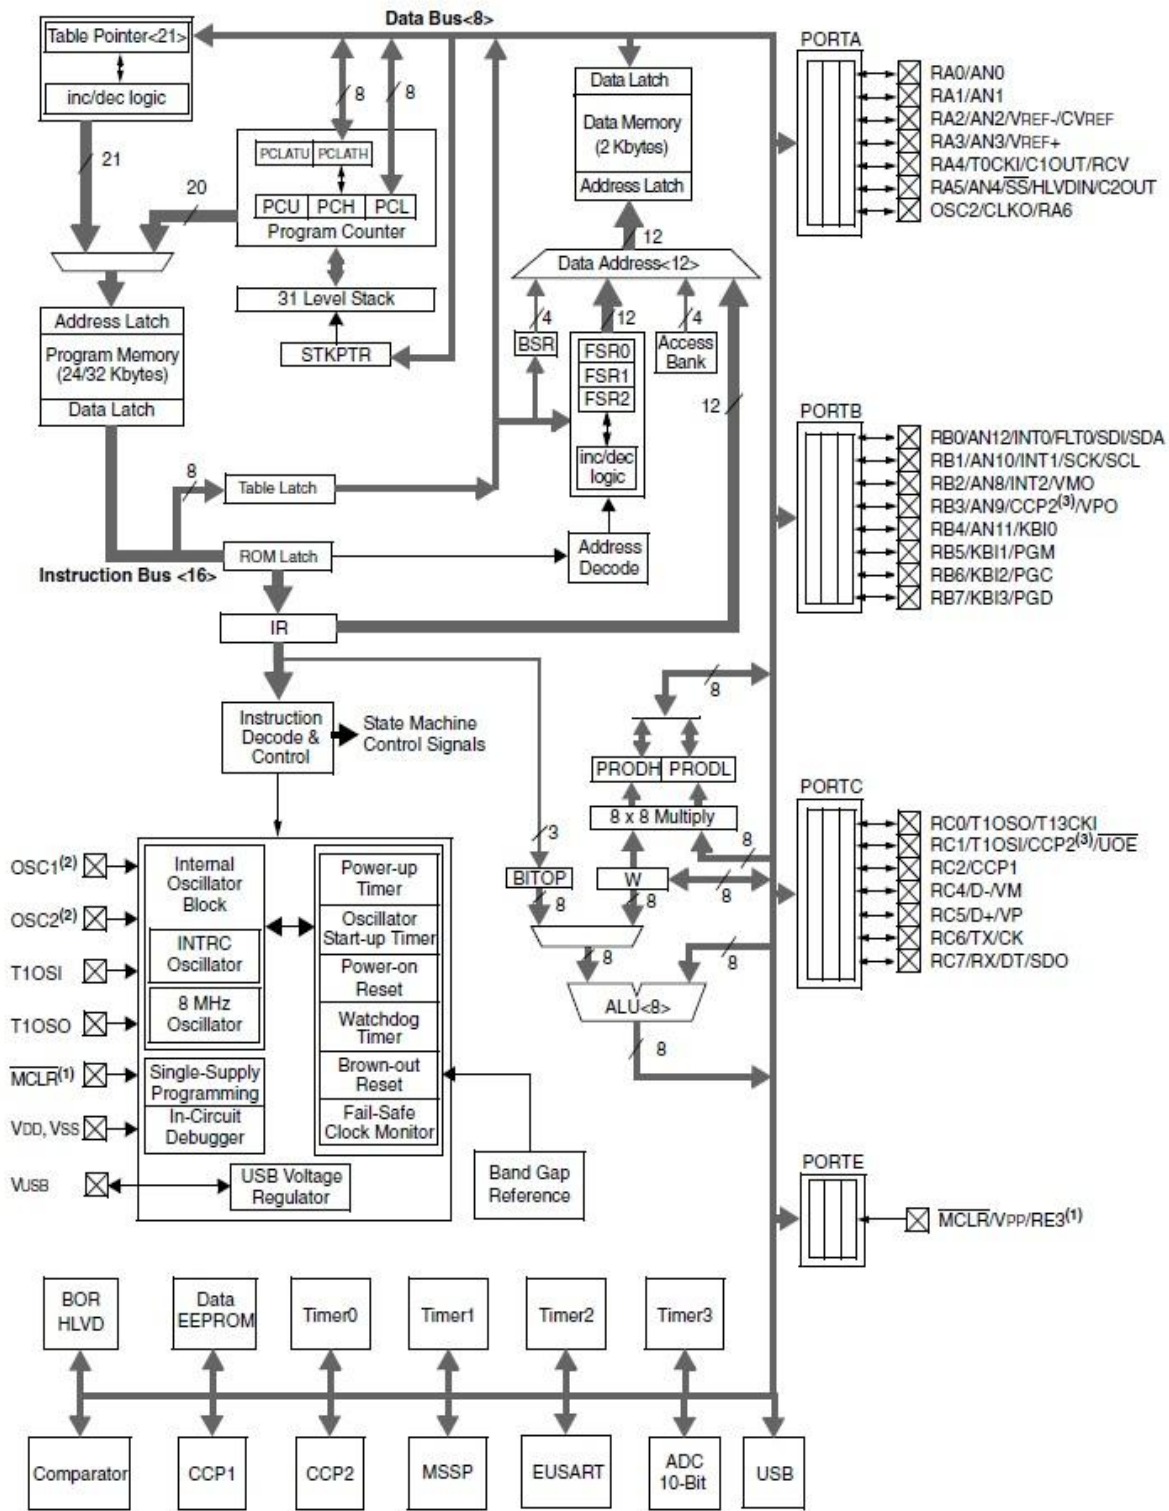 Data Bus<8>
Table Pointer<21>
inc/dec logic
21
20
8
8
PCLATU PCLATH
PCU PCH PCL
Program Counter
31 Level Stack
STKPTR
Address Latch
Program Memory
(24/32 Kbytes)
Data Latch
8
Table Latch
ROM Latch
Instruction Bus <16>
IR
Data Latch
Data Memory
(2 Kbytes)
Address Latch
12
Data Address<12>
4
12
4
BSR
FSR0
FSR1
FSR2
Access
Bank
12
inc/dec
logic
Address
Decode
Instruction
Decode &
Control
State Machine
Control Signals
8
PRODH PRODL
8 x 8 Multiply
3
8
BITOP
W
8
8
8
8
8
ALU<8>
8
OSC1(2)
OSC2(2)
T1OSI
T1OSO
MCLR(1)
VDD, VSS
VUSB
Internal
Oscillator
Block
INTRC
Oscillator
8 MHz
Oscillator
Single-Supply
Programming
In-Circuit
Debugger
USB Voltage
Regulator
Power-up
Timer
Oscillator
Start-up Timer
Power-on
Reset
Watchdog
Timer
Brown-out
Reset
Fail-Safe
Clock Monitor
Band Gap
Reference
PORTA
RA0/AN0
RA1/AN1
RA2/AN2/VREF-/CVREF
RA3/AN3/VREF+
RA4/T0CKI/C1OUT/RCV
RA5/AN4/SS/HLVDIN/C2OUT
OSC2/CLKO/RA6
PORTB
RB0/AN12/INT0/FLT0/SDI/SDA
RB1/AN10/INT1/SCK/SCL
RB2/AN8/INT2/VMO
RB3/AN9/CCP2(3)/VPO
RB4/AN11/KBI0
RB5/KBI1/PGM
RB6/KBI2/PGC
RB7/KBI3/PGD
PORTC
RC0/T1OSO/T13CKI
RC1/T1OSI/CCP2(3)/UOE
RC2/CCP1
RC4/D-/VM
RC5/D+/VP
RC6/TX/CK
RC7/RX/DT/SDO
PORTE
MCLR/VPP/RE3(1)
BOR
HLVD
Data
EEPROM
Timer0
Timer1
Timer2
Timer3
Comparator
CCP1
CCP2
MSSP
EUSART
ADC
10-Bit
USB